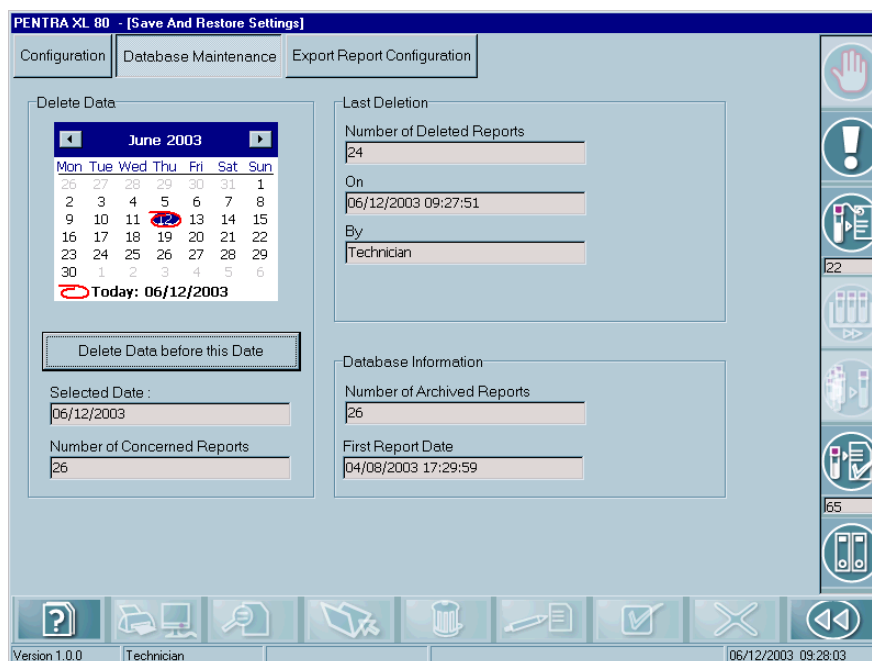 PENTRA XL 80 - [Save And Restore Settings]
Configuration
Database Maintenance
Export Report Configuration
Delete Data
June 2003
Mon Tue Wed Thu Fri Sat Sun
26 27 28 29 30 31 1
2 3 4 5 6 7 8
9 10 11 12 13 14 15
16 17 18 19 20 21 22
23 24 25 26 27 28 29
30 1 2 3 4 5 6
Today: 06/12/2003
Delete Data before this Date
Selected Date :
06/12/2003
Number of Concerned Reports
26
Last Deletion
Number of Deleted Reports
24
On
06/12/2003 09:27:51
By
Technician
Database Information
Number of Archived Reports
26
First Report Date
04/08/2003 17:29:59
22
65
Version 1.0.0
Technician
06/12/2003 09:28:03